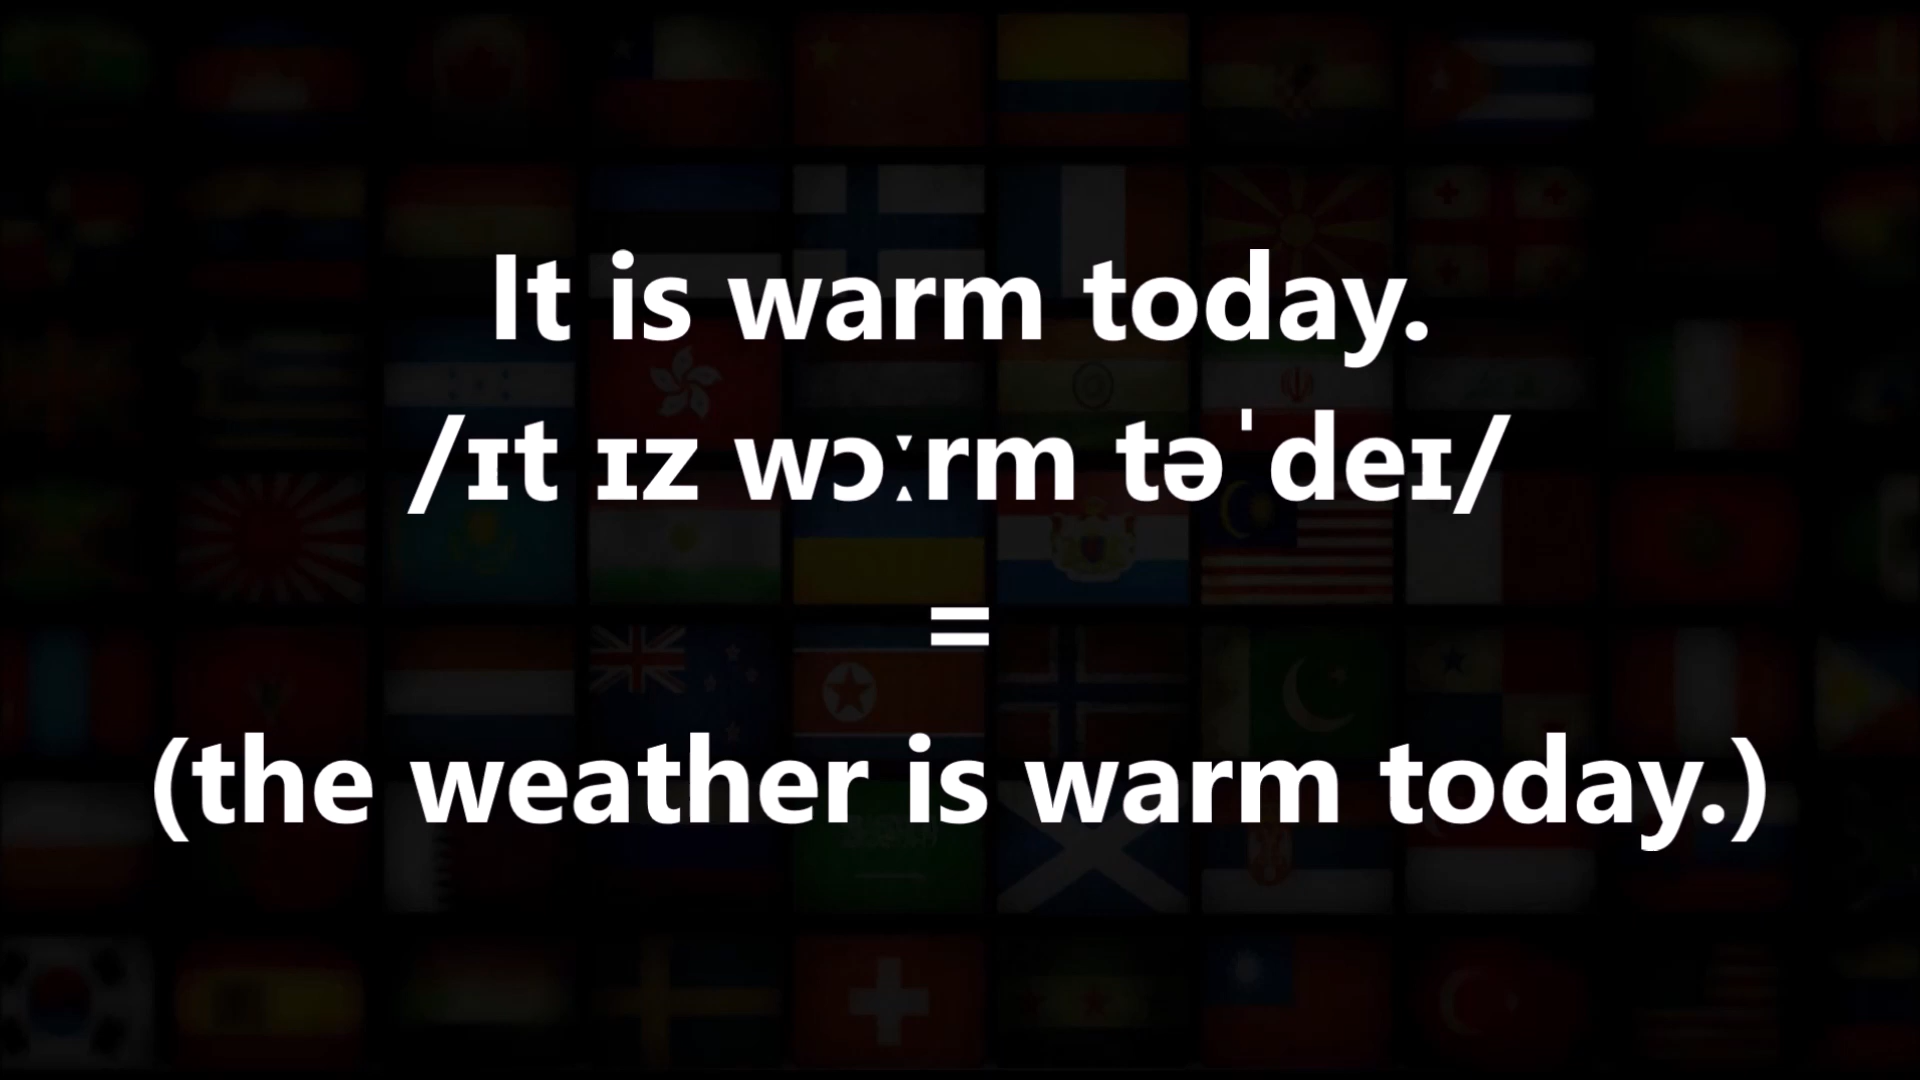 It is warm today.
/ɪt ɪz wɔːrm təˈdeɪ/
=
(the weather is warm today.)